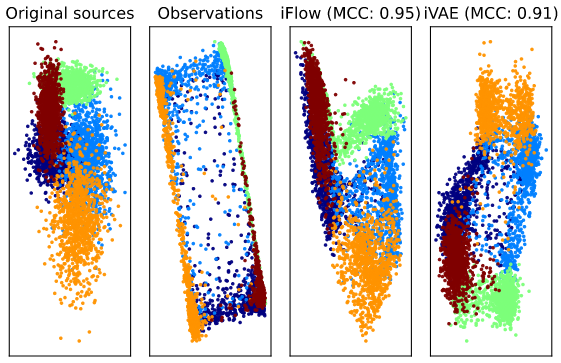 Original sources
Observations
iFlow (MCC: 0.95)
iVAE (MCC: 0.91)